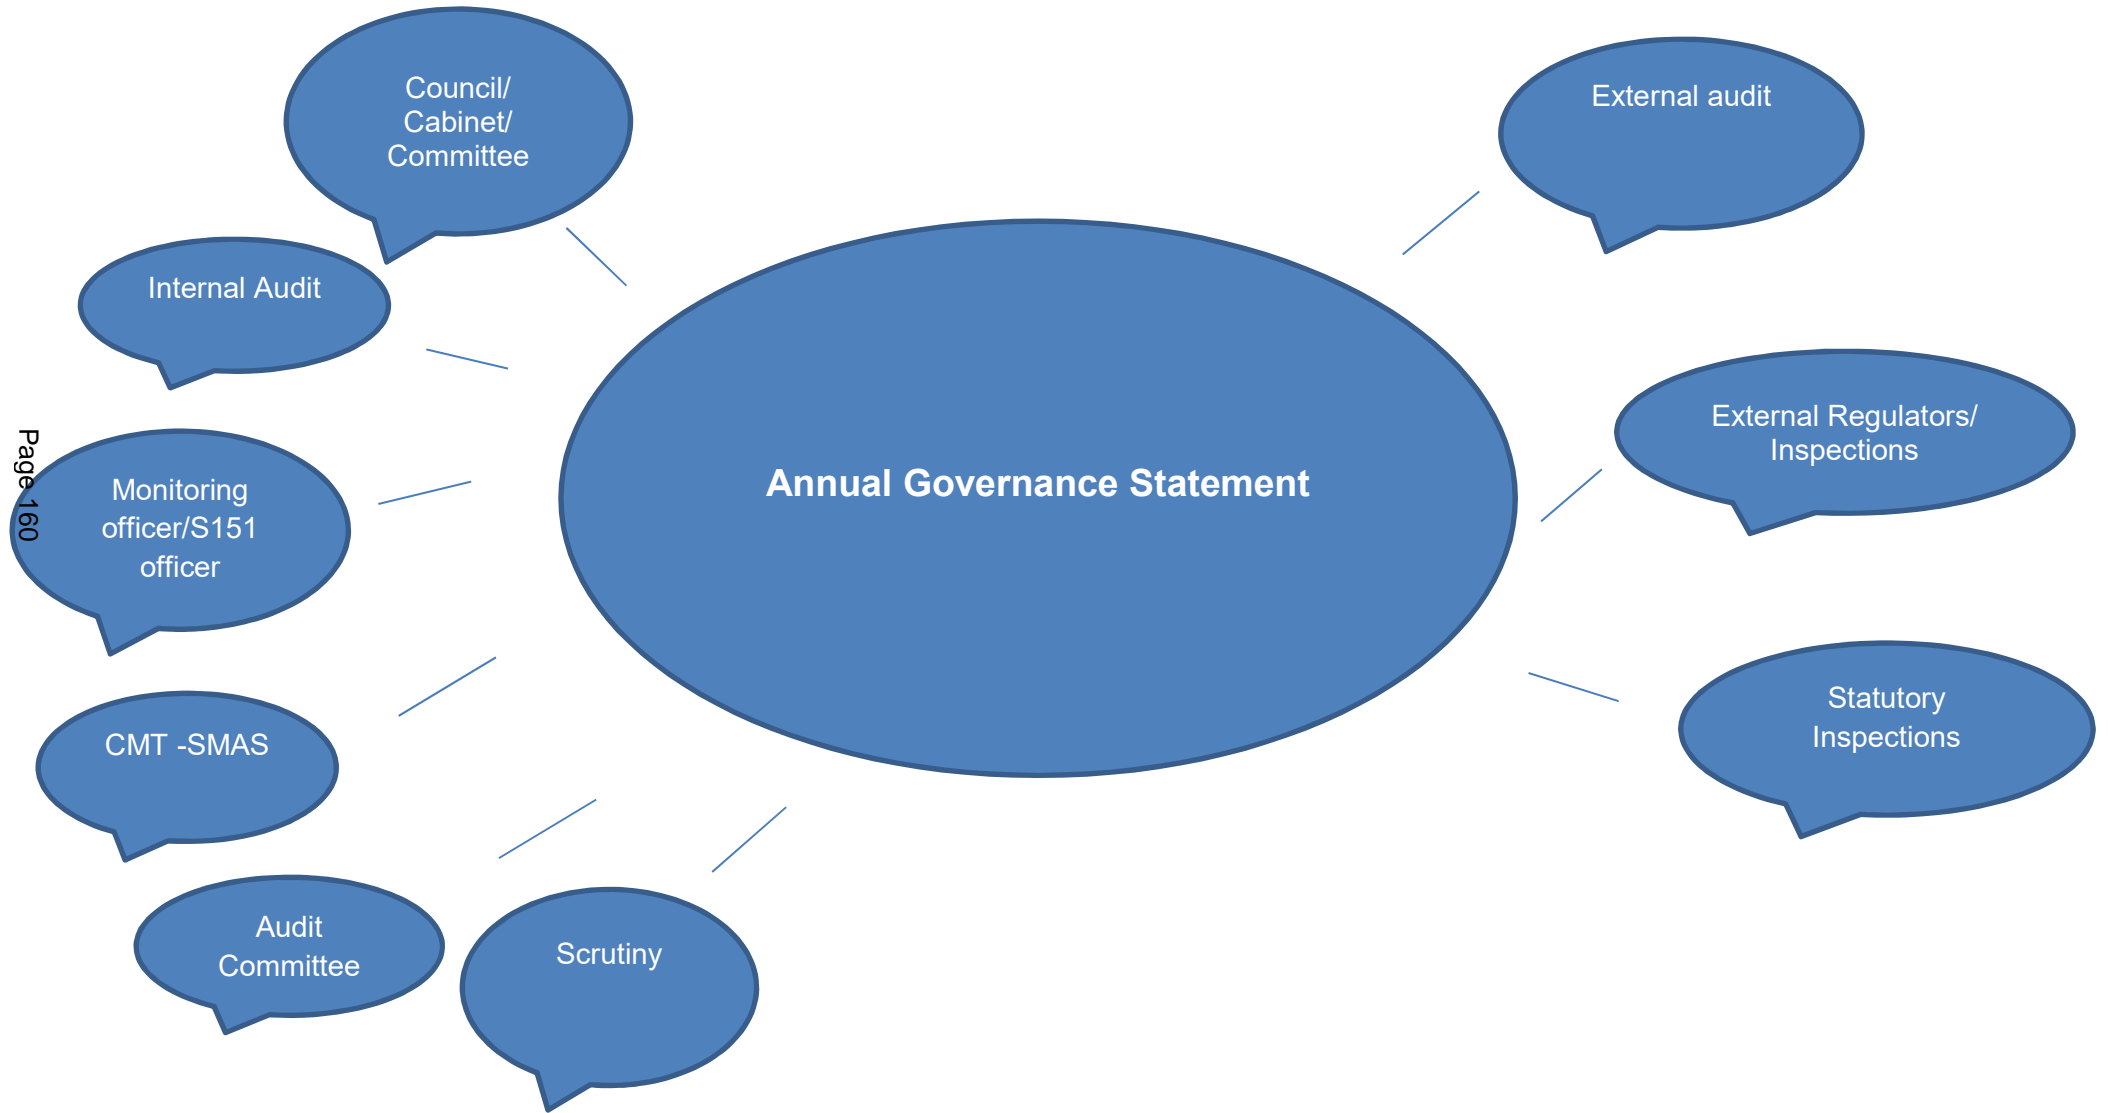 Council/
Cabinet/
Committee
External audit
Internal Audit
External Regulators/
Inspections
Annual Governance Statement
Monitoring
officer/S151
officer
Page 160
Statutory
Inspections
CMT -SMAS
Audit
Committee
Scrutiny